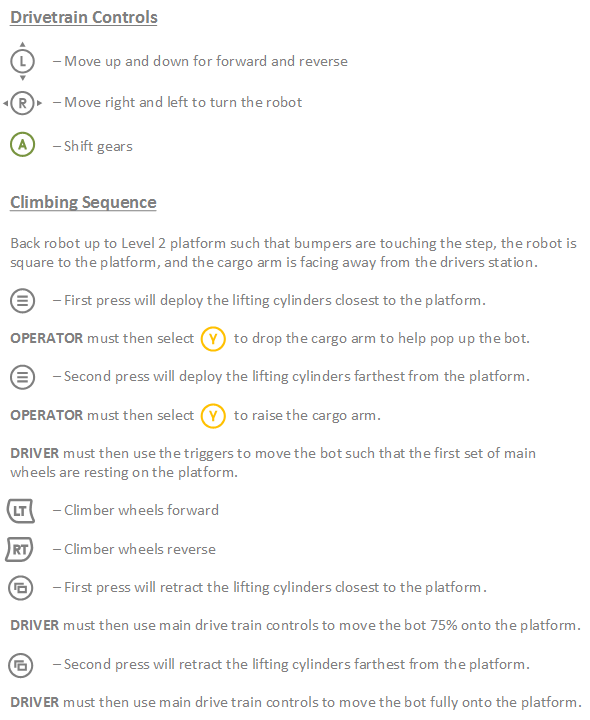 Drivetrain Controls
L – Move up and down for forward and reverse
R – Move right and left to turn the robot
A – Shift gears
Climbing Sequence
Back robot up to Level 2 platform such that bumpers are touching the step, the robot is
square to the platform, and the cargo arm is facing away from the drivers station.
– First press will deploy the lifting cylinders closest to the platform.
OPERATOR must then select Y to drop the cargo arm to help pop up the bot.
– Second press will deploy the lifting cylinders farthest from the platform.
OPERATOR must then select Y to raise the cargo arm.
DRIVER must then use the triggers to move the bot such that the first set of main
wheels are resting on the platform.
LT – Climber wheels forward
RT – Climber wheels reverse
– First press will retract the lifting cylinders closest to the platform.
DRIVER must then use main drive train controls to move the bot 75% onto the platform.
– Second press will retract the lifting cylinders farthest from the platform.
DRIVER must then use main drive train controls to move the bot fully onto the platform.